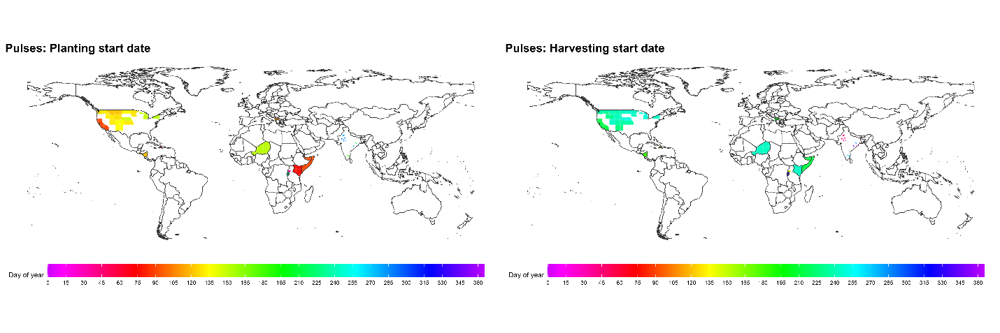 Pulses: Planting start date
Day of year
0 15 30 45 60 75 90 105 120 135 150 165 180 195 210 225 240 255 270 285 300 315 330 345 360
Pulses: Harvesting start date
Day of year
0 15 30 45 60 75 90 105 120 135 150 165 180 195 210 225 240 255 270 285 300 315 330 345 360